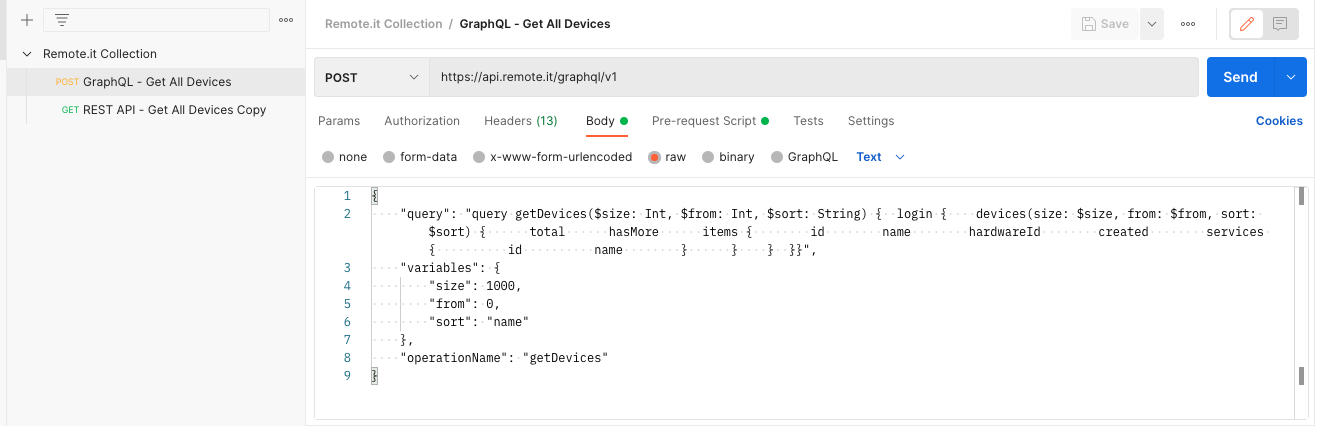 Remote.it Collection / GraphQL - Get All Devices
Save
Remote.it Collection
POST GraphQL - Get All Devices
GET REST API - Get All Devices Copy
POST https://api.remote.it/graphql/v1 Send
Params Authorization Headers (13) Body Pre-request Script Tests Settings Cookies
none form-data x-www-form-urlencoded raw binary GraphQL Text
1 {
2 "query": "query getDevices($size: Int, $from: Int, $sort: String) { login { devices(size: $size, from: $from, sort:
$sort) { total hasMore items { id name hardwareId created services
{ id name } } } }}",
3 "variables": {
4 "size": 1000,
5 "from": 0,
6 "sort": "name"
7 },
8 "operationName": "getDevices"
9 }